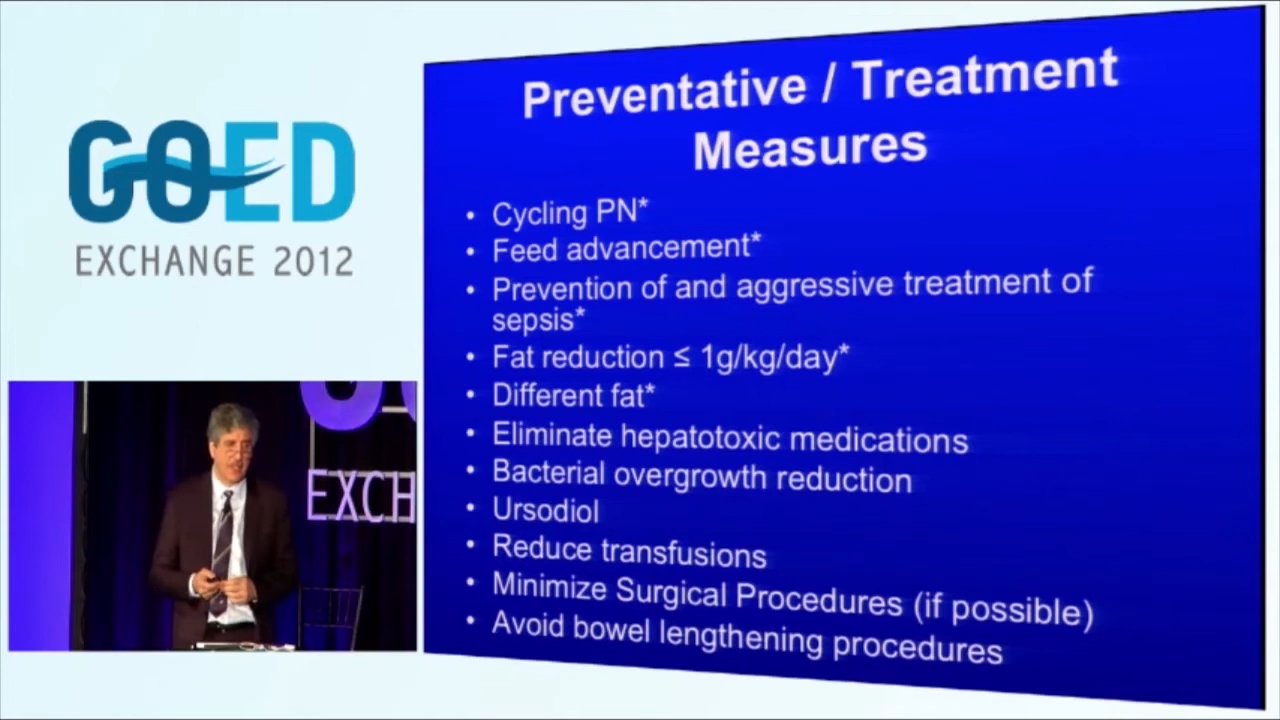 GOED
EXCHANGE 2012
EXCH
Preventative / Treatment
Measures
• Cycling PN*
• Feed advancement*
• Prevention of and aggressive treatment of
sepsis*
• Fat reduction ≤ 1g/kg/day*
• Different fat*
• Eliminate hepatotoxic medications
• Bacterial overgrowth reduction
• Ursodiol
• Reduce transfusions
• Minimize Surgical Procedures (if possible)
• Avoid bowel lengthening procedures